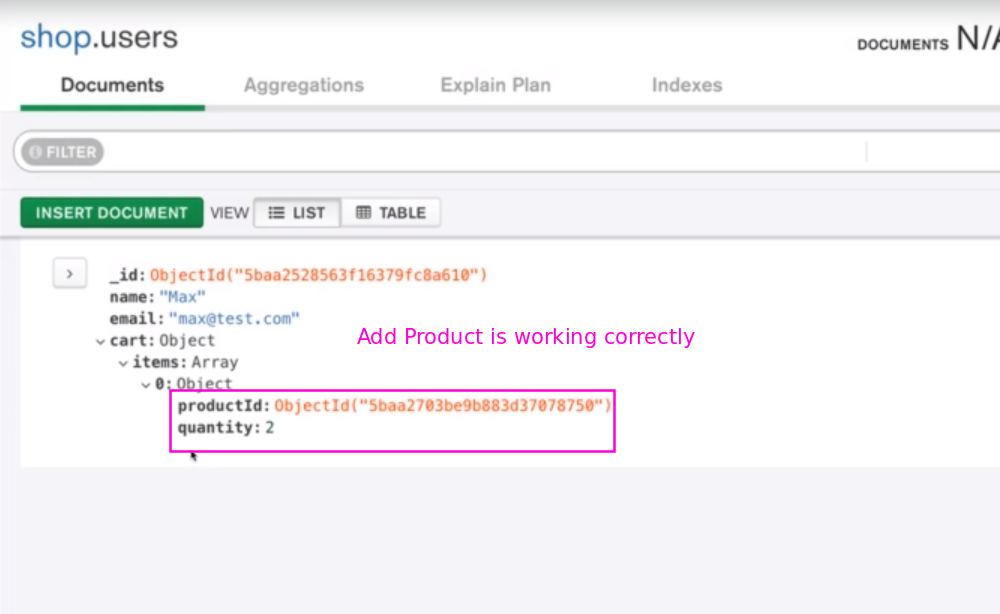 shop.users
DOCUMENTS N/A
Documents Aggregations Explain Plan Indexes
FILTER
INSERT DOCUMENT VIEW LIST TABLE
_id: ObjectId("5baa2528563f16379fc8a610")
name: "Max"
email: "max@test.com"
cart: Object
Add Product is working correctly
items: Array
0: Object
productId: ObjectId("5baa2703be9b883d37078750")
quantity: 2